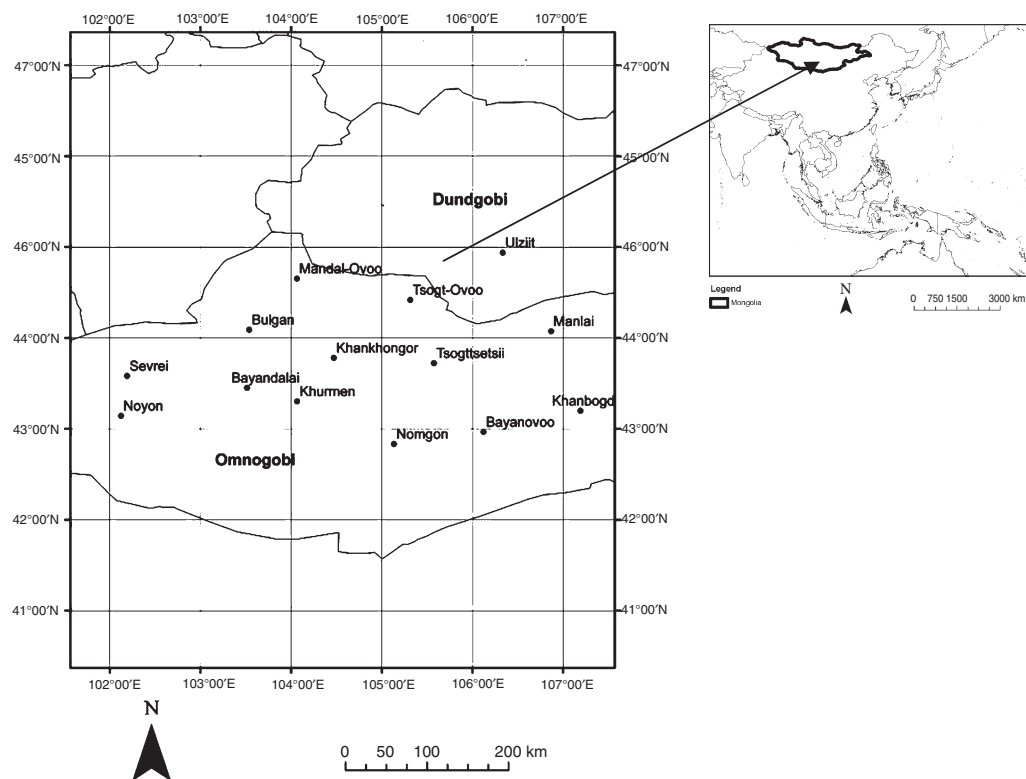 102°00′E 103°00′E 104°00′E 105°00′E 106°00′E 107°00′E
47°00′N 47°00′N
45°00′N 45°00′N
Dundgobi
46°00′N 46°00′N
Ulziit
Mandal-Ovoo
Tsogt-Ovoo
Bulgan
Manlai
44°00′N 44°00′N
Khankhongor
Tsogttsetsii
Sevrei
Bayandalai
Khurmen
Noyon
Khanbogd
Bayanovoo
43°00′N 43°00′N
Nomgon
Omnogobi
42°00′N 42°00′N
41°00′N 41°00′N
102°00′E 103°00′E 104°00′E 105°00′E 106°00′E 107°00′E
N
0 50 100 200 km
Legend
Mongolia
N
0 750 1500 3000 km